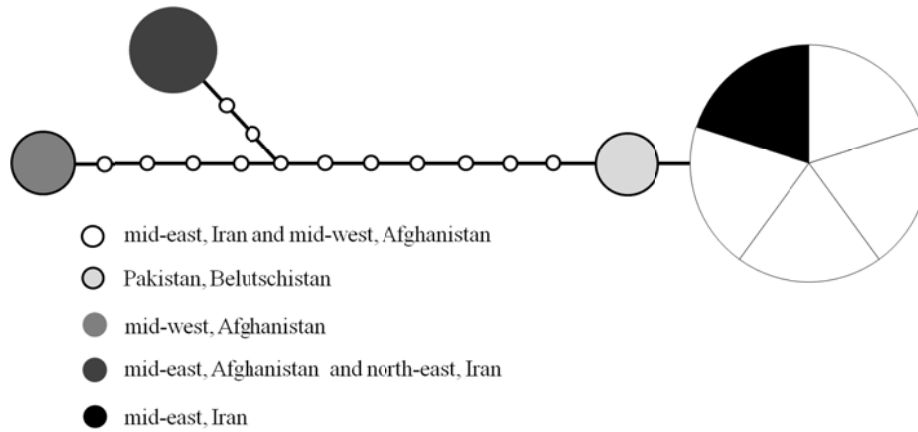 mid-east, Iran and mid-west, Afghanistan
Pakistan, Belutschistan
mid-west, Afghanistan
mid-east, Afghanistan and north-east, Iran
mid-east, Iran